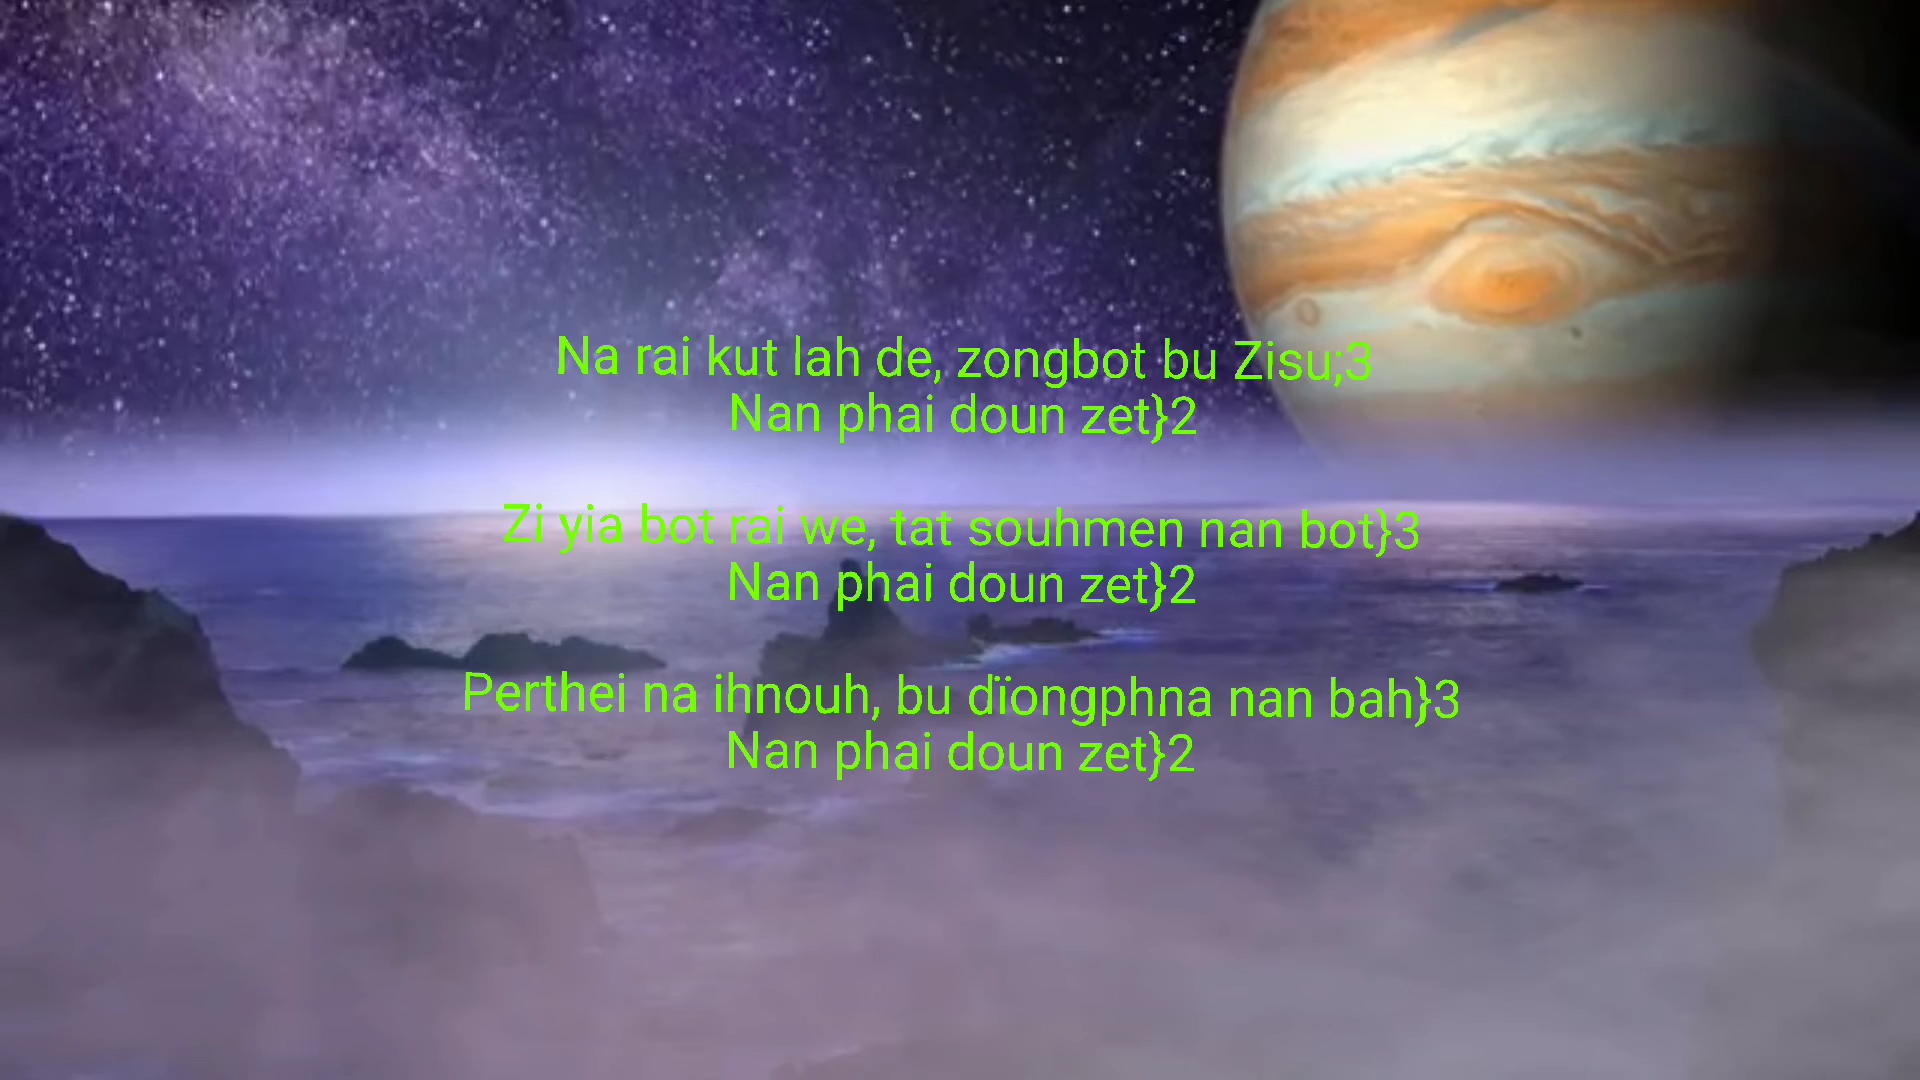 Na rai kut lah de, zongbot bu Zisu;3
Nan phai doun zet}2
Zi yia bot rai we, tat souhmen nan bot}3
Nan phai doun zet}2
Perthei na ihnouh, bu dïongphna nan bah}3
Nan phai doun zet}2